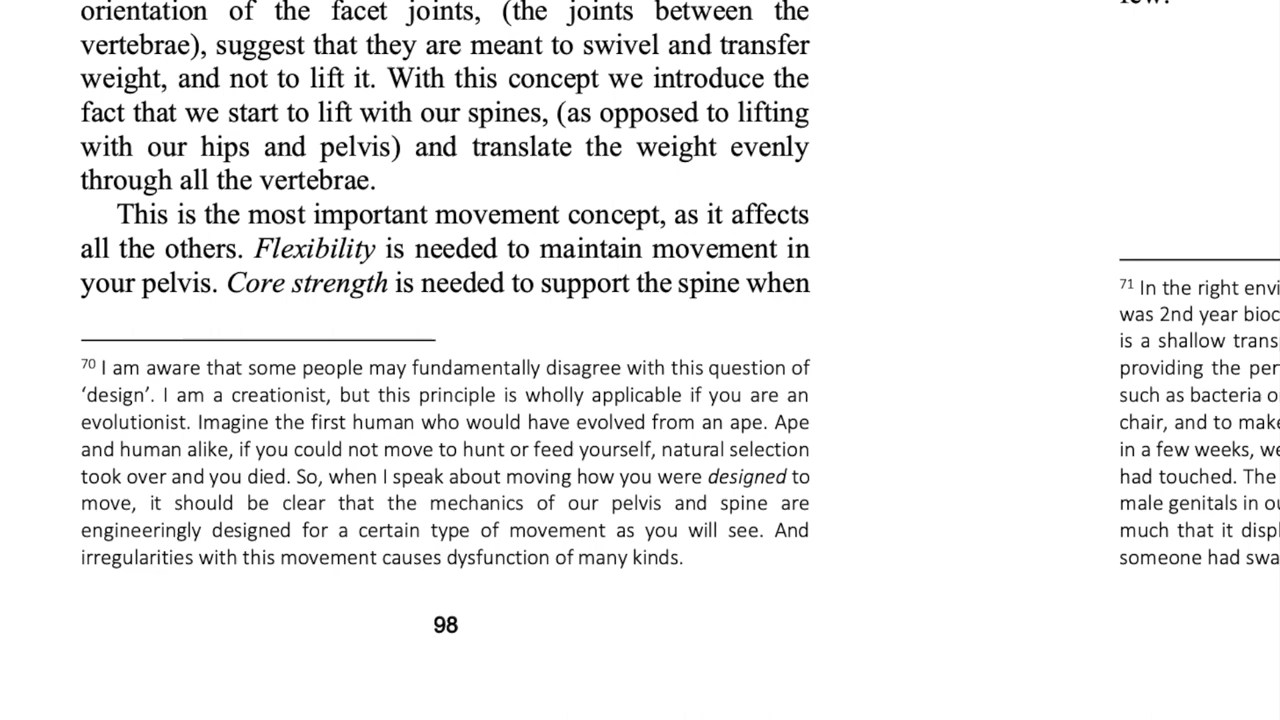 orientation of the facet joints, (the joints between the
vertebrae), suggest that they are meant to swivel and transfer
weight, and not to lift it. With this concept we introduce the
fact that we start to lift with our spines, (as opposed to lifting
with our hips and pelvis) and translate the weight evenly
through all the vertebrae.
This is the most important movement concept, as it affects
all the others. Flexibility is needed to maintain movement in
your pelvis. Core strength is needed to support the spine when
70 I am aware that some people may fundamentally disagree with this question of
‘design’. I am a creationist, but this principle is wholly applicable if you are an
evolutionist. Imagine the first human who would have evolved from an ape. Ape
and human alike, if you could not move to hunt or feed yourself, natural selection
took over and you died. So, when I speak about moving how you were designed to
move, it should be clear that the mechanics of our pelvis and spine are
engineeringly designed for a certain type of movement as you will see. And
irregularities with this movement causes dysfunction of many kinds.
98
71 In the right envi
was 2nd year bioc
is a shallow trans
providing the per
such as bacteria o
chair, and to make
in a few weeks, we
had touched. The
male genitals in ou
much that it displ
someone had swa